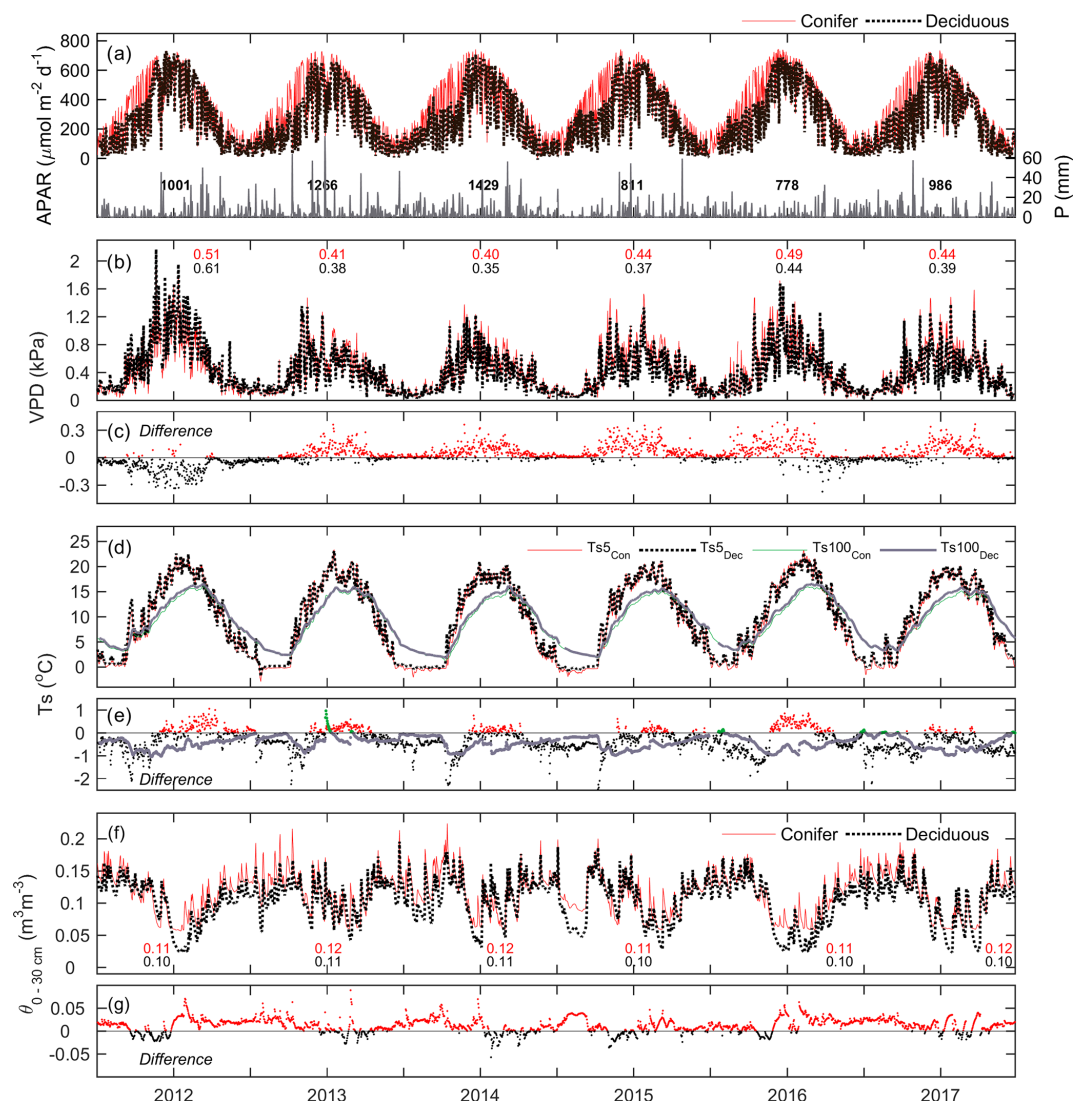 Conifer Deciduous
(a)
800
600
400
200
0
APAR (μmol m-2 d-1)
60
40
20
0
P (mm)
1001 1266 1429 811 778 986
(b)
2
1.6
1.2
0.8
0.4
0
VPD (kPa)
0.51 0.41 0.40 0.44 0.49 0.44
0.61 0.38 0.35 0.37 0.44 0.39
(c) Difference
0.3
0
-0.3
(d)
Ts5Con Ts5Dec Ts100Con Ts100Dec
25
20
15
10
5
0
Ts (oC)
(e)
1
0
-1
-2
Difference
(f)
Conifer Deciduous
0.2
0.15
0.1
0.05
0
θ0 - 30 cm (m3m-3)
0.11 0.12 0.12 0.11 0.11 0.12
0.10 0.11 0.11 0.10 0.10 0.10
(g)
0.05
0
-0.05
Difference
2012 2013 2014 2015 2016 2017